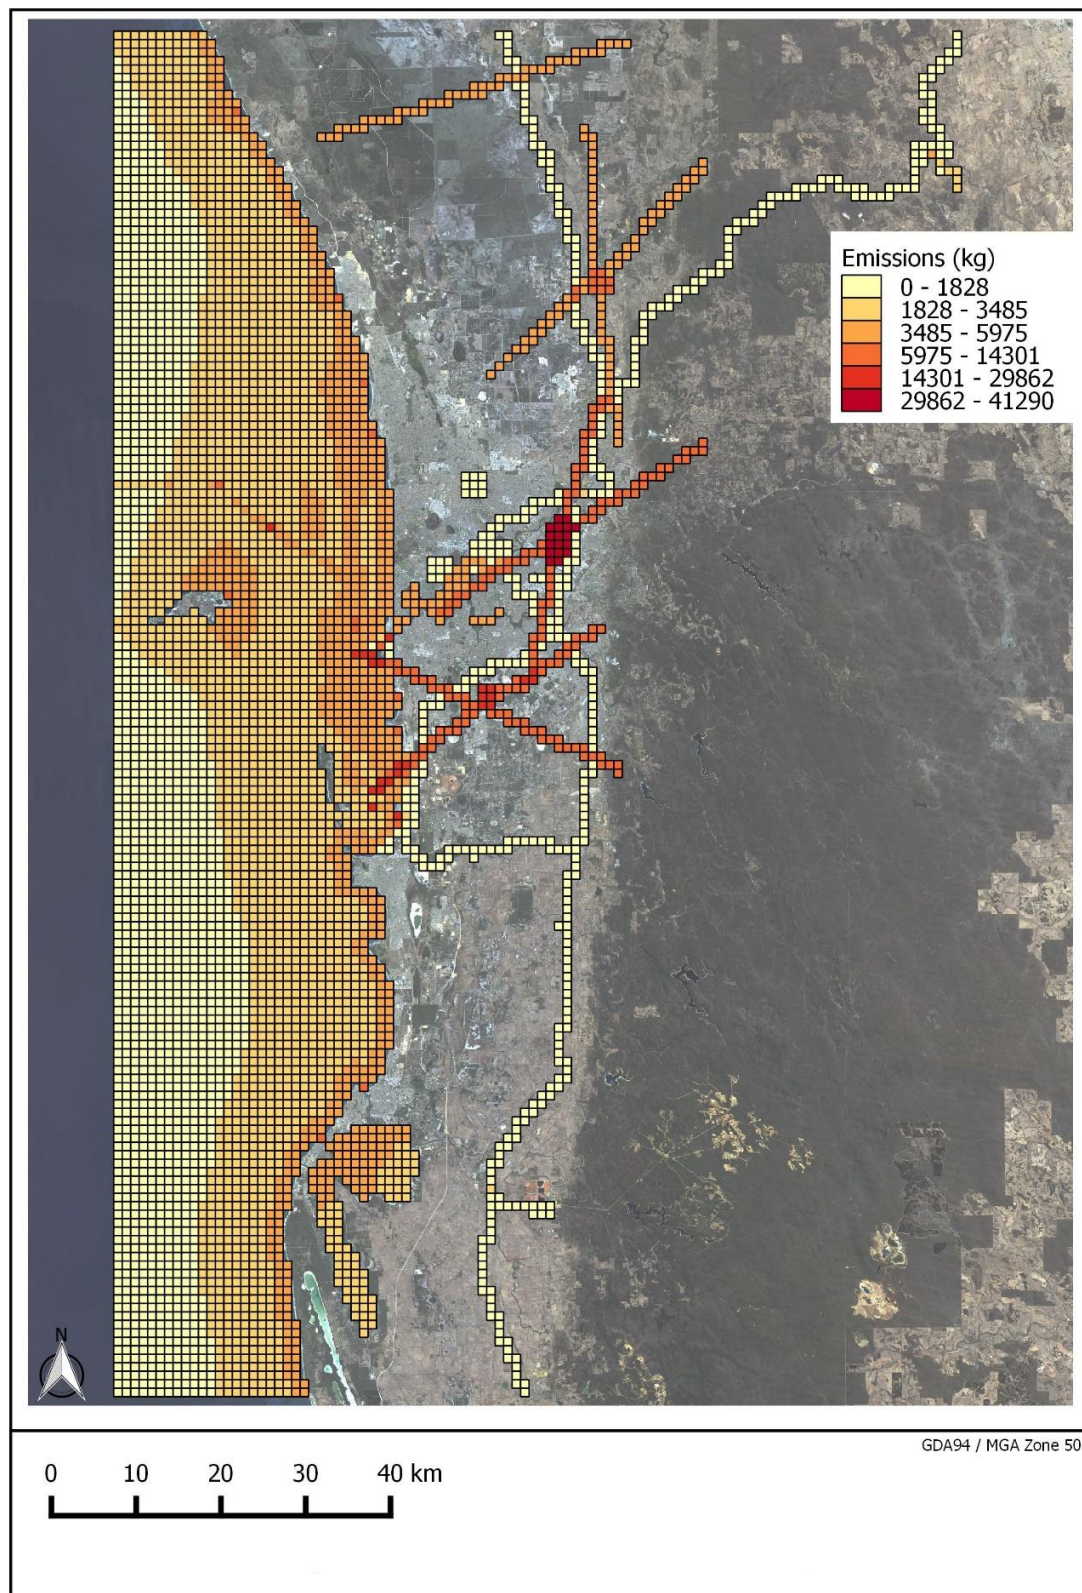 Emissions (kg)
0 - 1828
1828 - 3485
3485 - 5975
5975 - 14301
14301 - 29862
29862 - 41290
N
GDA94 / MGA Zone 50
0 10 20 30 40 km